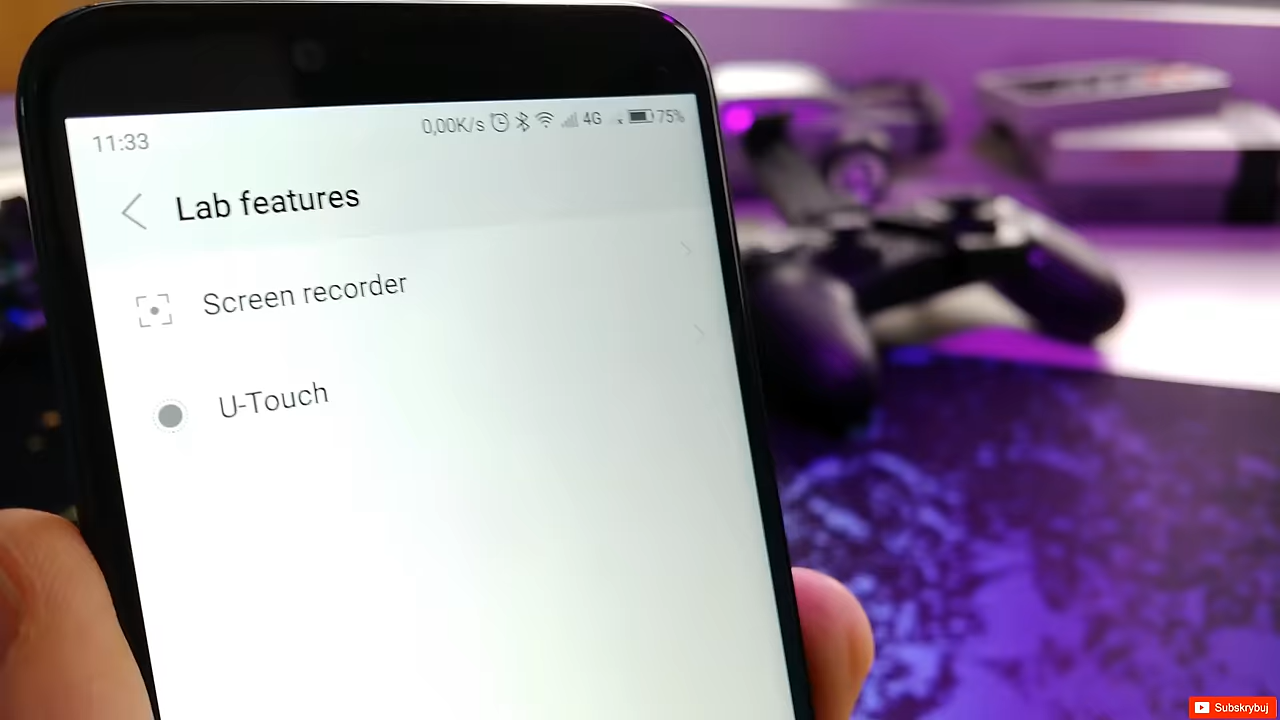 11:33
0,00K/s 4G 75%
Lab features
Screen recorder
U-Touch
Subskrybuj